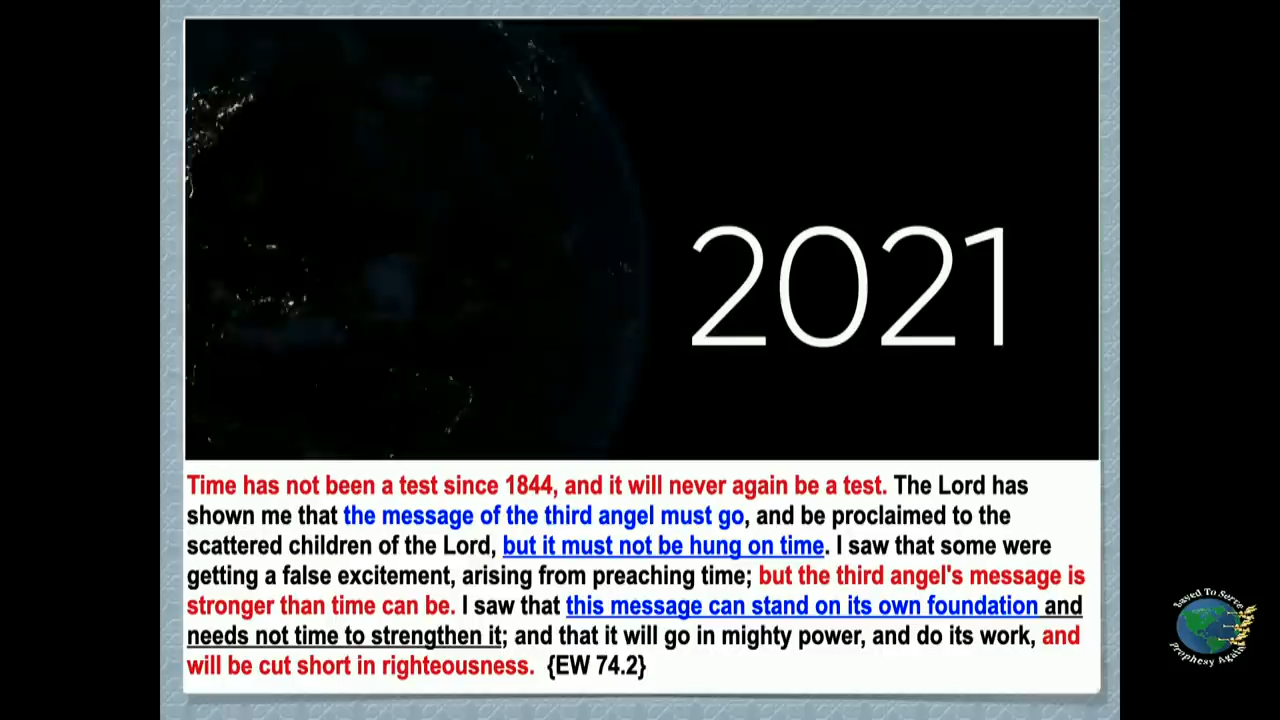 2021
Time has not been a test since 1844, and it will never again be a test. The Lord has
shown me that the message of the third angel must go, and be proclaimed to the
scattered children of the Lord, but it must not be hung on time. I saw that some were
getting a false excitement, arising from preaching time; but the third angel's message is
stronger than time can be. I saw that this message can stand on its own foundation and
needs not time to strengthen it; and that it will go in mighty power, and do its work, and
will be cut short in righteousness. {EW 74.2}
To Serve
Prophesy Again